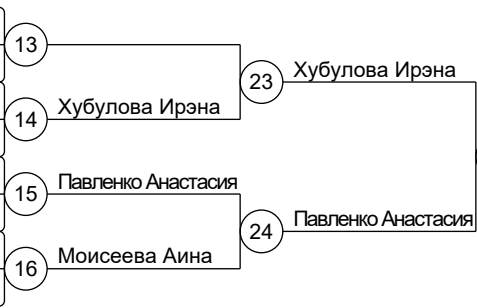 13
23 Хубулова Ирэна
14 Хубулова Ирэна
15 Павленко Анастасия
24 Павленко Анастасия
16 Моисеева Аина